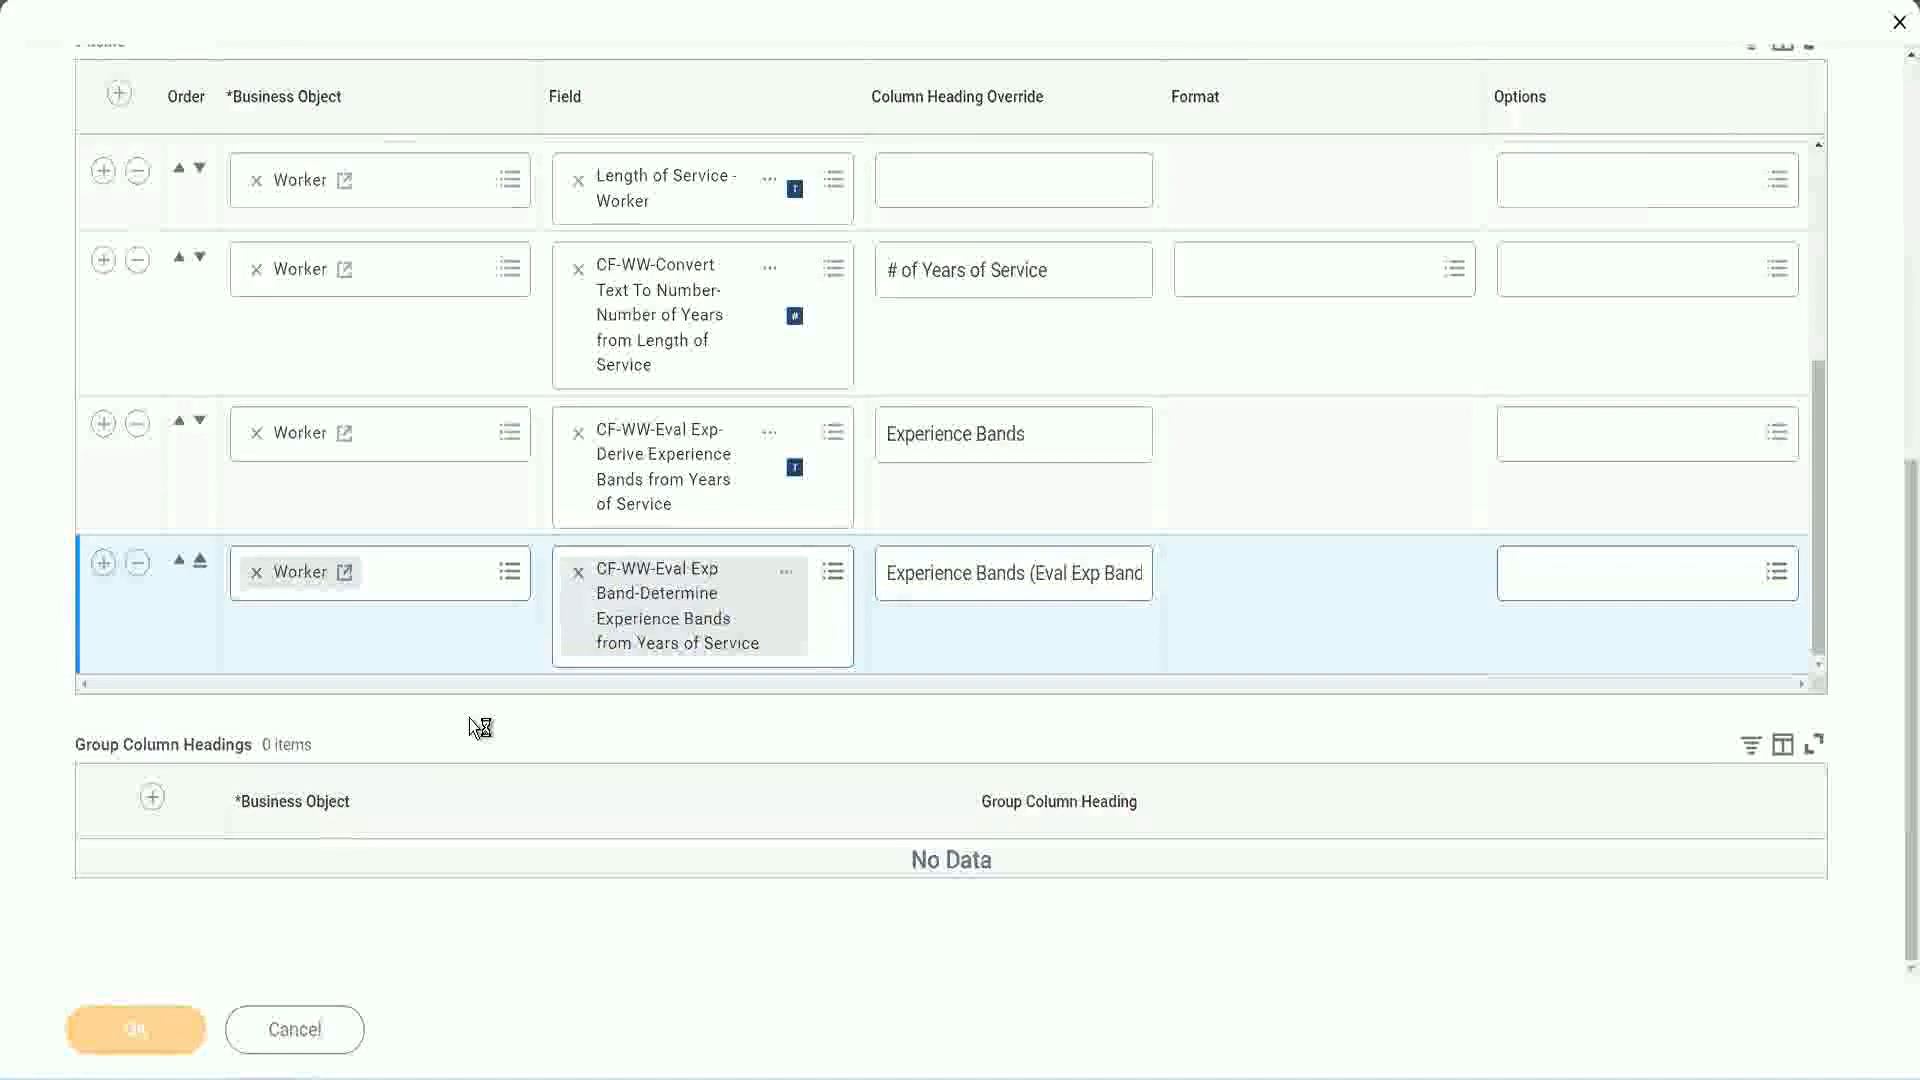 Order *Business Object Field Column Heading Override Format Options
Worker
Length of Service -
Worker
T
Worker
CF-WW-Convert
Text To Number-
Number of Years
from Length of
Service
#
# of Years of Service
Worker
CF-WW-Eval Exp-
Derive Experience
Bands from Years
of Service
T
Experience Bands
Worker
CF-WW-Eval Exp
Band-Determine
Experience Bands
from Years of Service
Experience Bands (Eval Exp Band
Group Column Headings 0 items
*Business Object Group Column Heading
No Data
Cancel